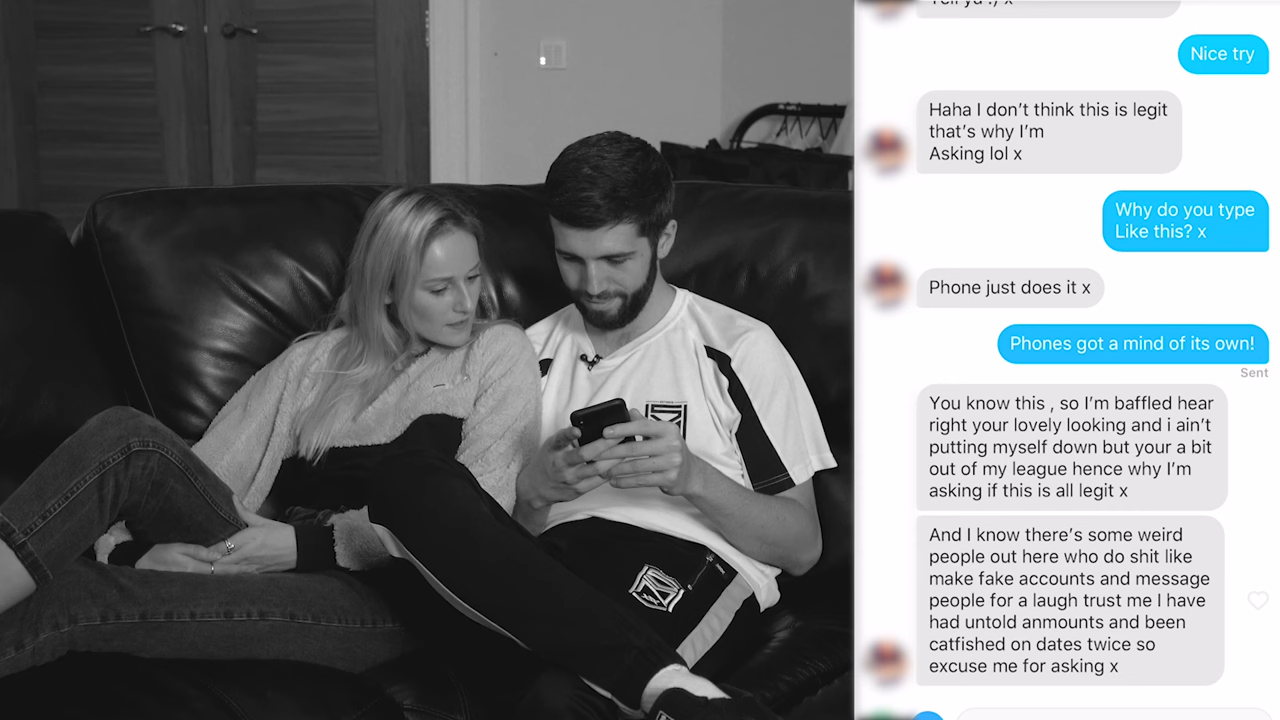 Nice try
Haha I don't think this is legit
that's why I'm
Asking lol x
Why do you type
Like this? x
Phone just does it x
Phones got a mind of its own!
Sent
You know this , so I'm baffled hear
right your lovely looking and i ain't
putting myself down but your a bit
out of my league hence why I'm
asking if this is all legit x
And I know there's some weird
people out here who do shit like
make fake accounts and message
people for a laugh trust me I have
had untold anmounts and been
catfished on dates twice so
excuse me for asking x